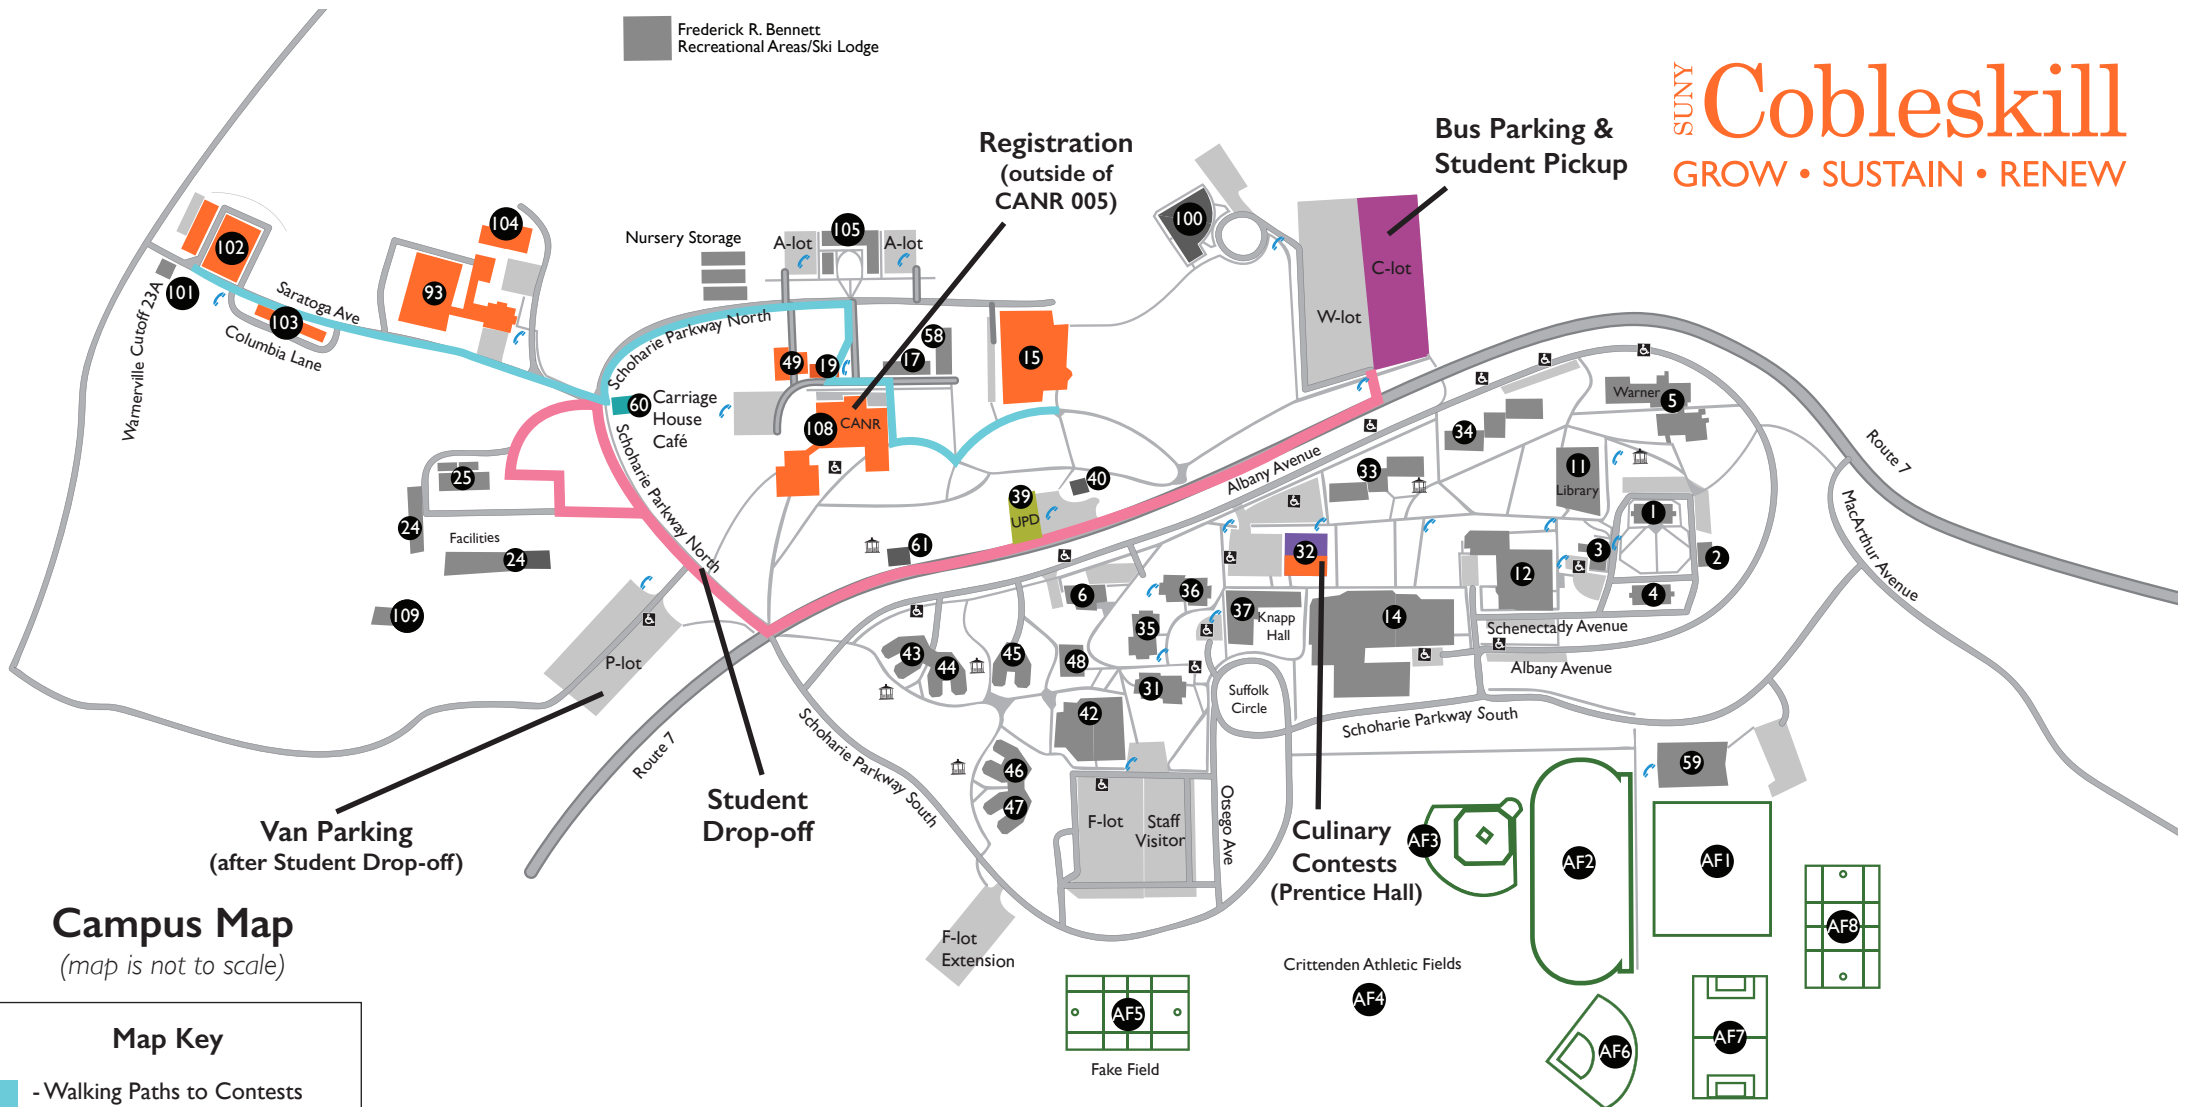 Frederick R. Bennett
Recreational Areas/Ski Lodge
SUNY
Cobleskill
GROW • SUSTAIN • RENEW
Registration
(outside of
CANR 005)
Bus Parking &
Student Pickup
100
C-lot
W-lot
104
102
93
101
103
Saratoga Ave
Columbia Lane
Warnerville Cutoff 23A
Nursery Storage
A-lot
105
A-lot
Schoharie Parkway North
58
49
19
17
15
60
Carriage
House
Café
108
CANR
Schoharie Parkway North
25
24
Facilities
24
109
39
UPD
40
61
Albany Avenue
Route 7
MacArthur Avenue
Warner
5
34
33
11
Library
1
2
3
4
32
12
14
37
Knapp
Hall
36
6
35
48
31
45
44
43
42
46
47
Schenectady Avenue
Albany Avenue
Suffolk
Circle
Schoharie Parkway South
Schoharie Parkway South
P-lot
Route 7
Van Parking
(after Student Drop-off)
Student
Drop-off
F-lot
Staff
Visitor
Otsego Ave
Culinary
Contests
(Prentice Hall)
59
AF3
AF2
AF1
AF8
F-lot
Extension
Crittenden Athletic Fields
AF4
AF5
Fake Field
AF6
AF7
Campus Map
(map is not to scale)
Map Key
- Walking Paths to Contests